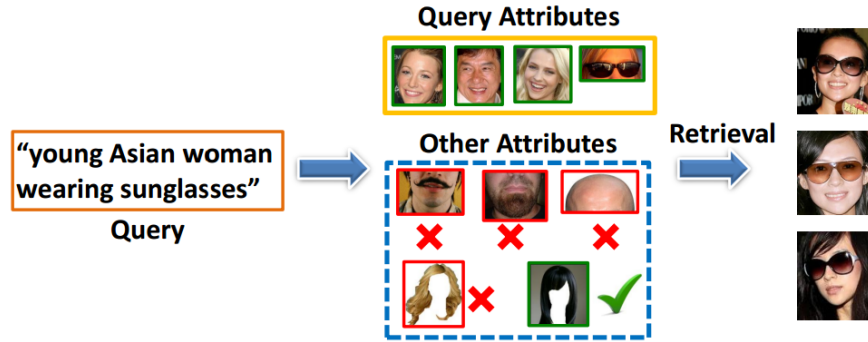 Query Attributes
“young Asian woman
wearing sunglasses”
Query
Other Attributes
Retrieval